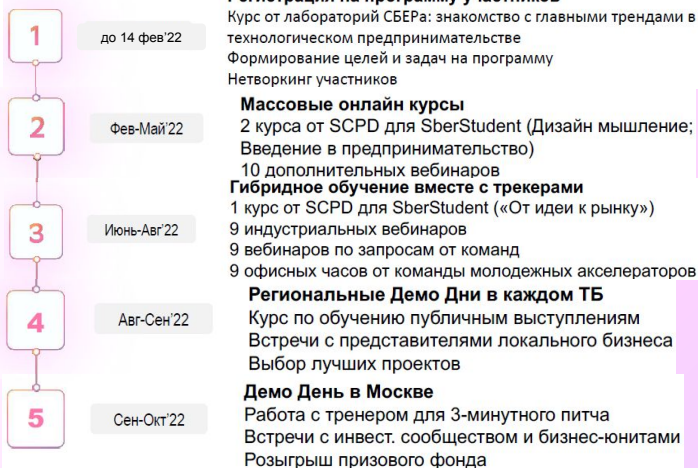 Регистрация на программу участников
1
до 14 фев'22
Курс от лабораторий СБЕРа: знакомство с главными трендами в
технологическом предпринимательстве
Формирование целей и задач на программу
Нетворкинг участников
2
Фев-Май'22
Массовые онлайн курсы
2 курса от SCPD для SberStudent (Дизайн мышление;
Введение в предпринимательство)
10 дополнительных вебинаров
3
Июнь-Авг'22
Гибридное обучение вместе с трекерами
1 курс от SCPD для SberStudent («От идеи к рынку»)
9 индустриальных вебинаров
9 вебинаров по запросам от команд
9 офисных часов от команды молодежных акселераторов
4
Авг-Сен'22
Региональные Демо Дни в каждом ТБ
Курс по обучению публичным выступлениям
Встречи с представителями локального бизнеса
Выбор лучших проектов
5
Сен-Окт'22
Демо День в Москве
Работа с тренером для 3-минутного питча
Встречи с инвест. сообществом и бизнес-юнитами
Розыгрыш призового фонда